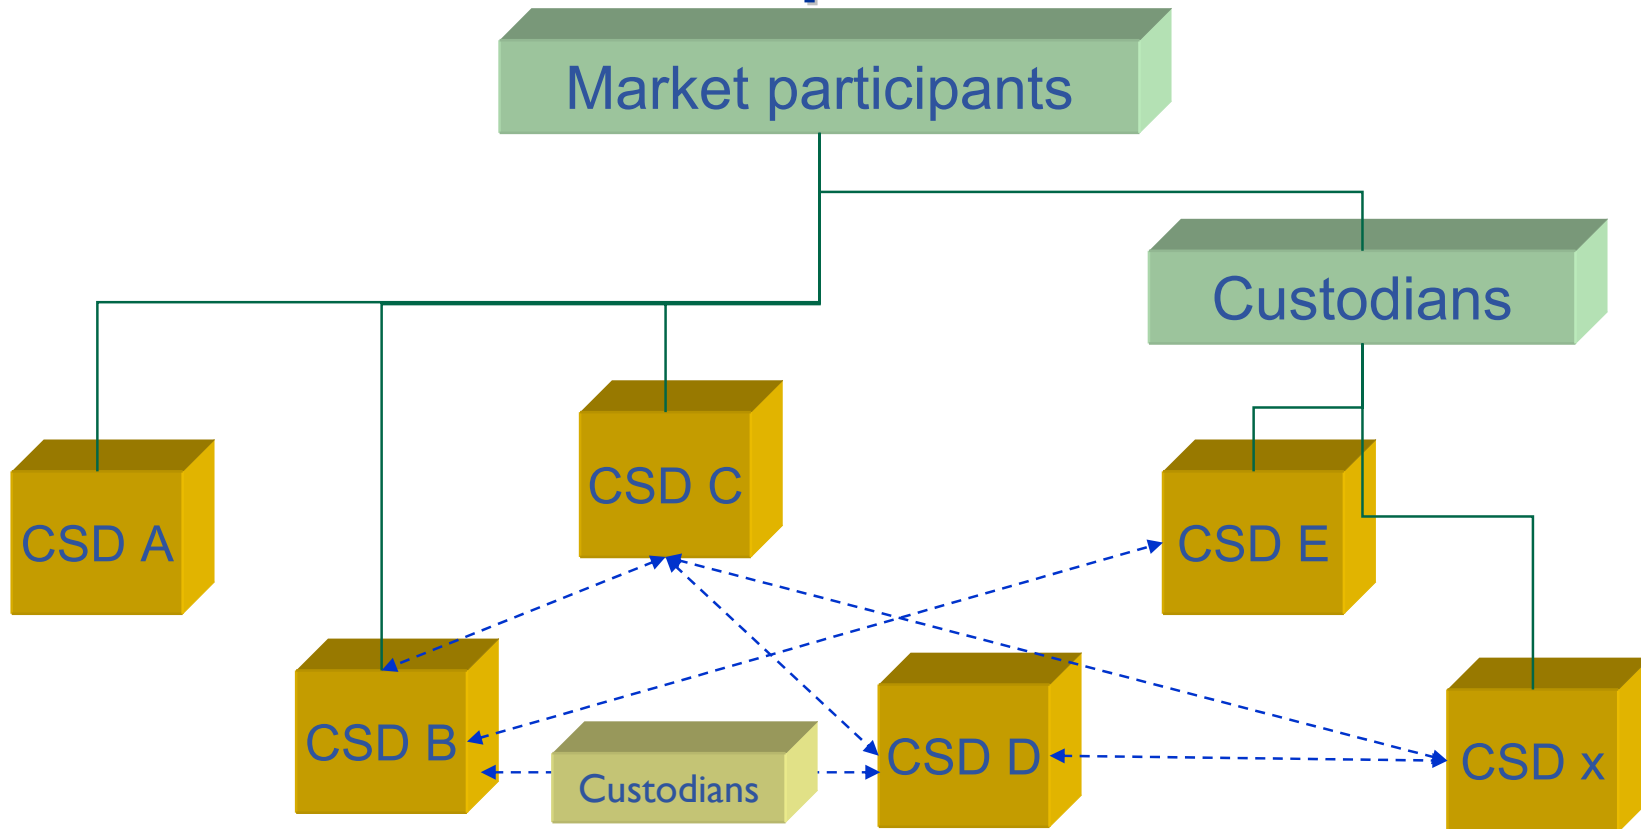 Market participants
Custodians
CSD C
CSD A
CSD E
CSD B
CSD D
CSD x
Custodians